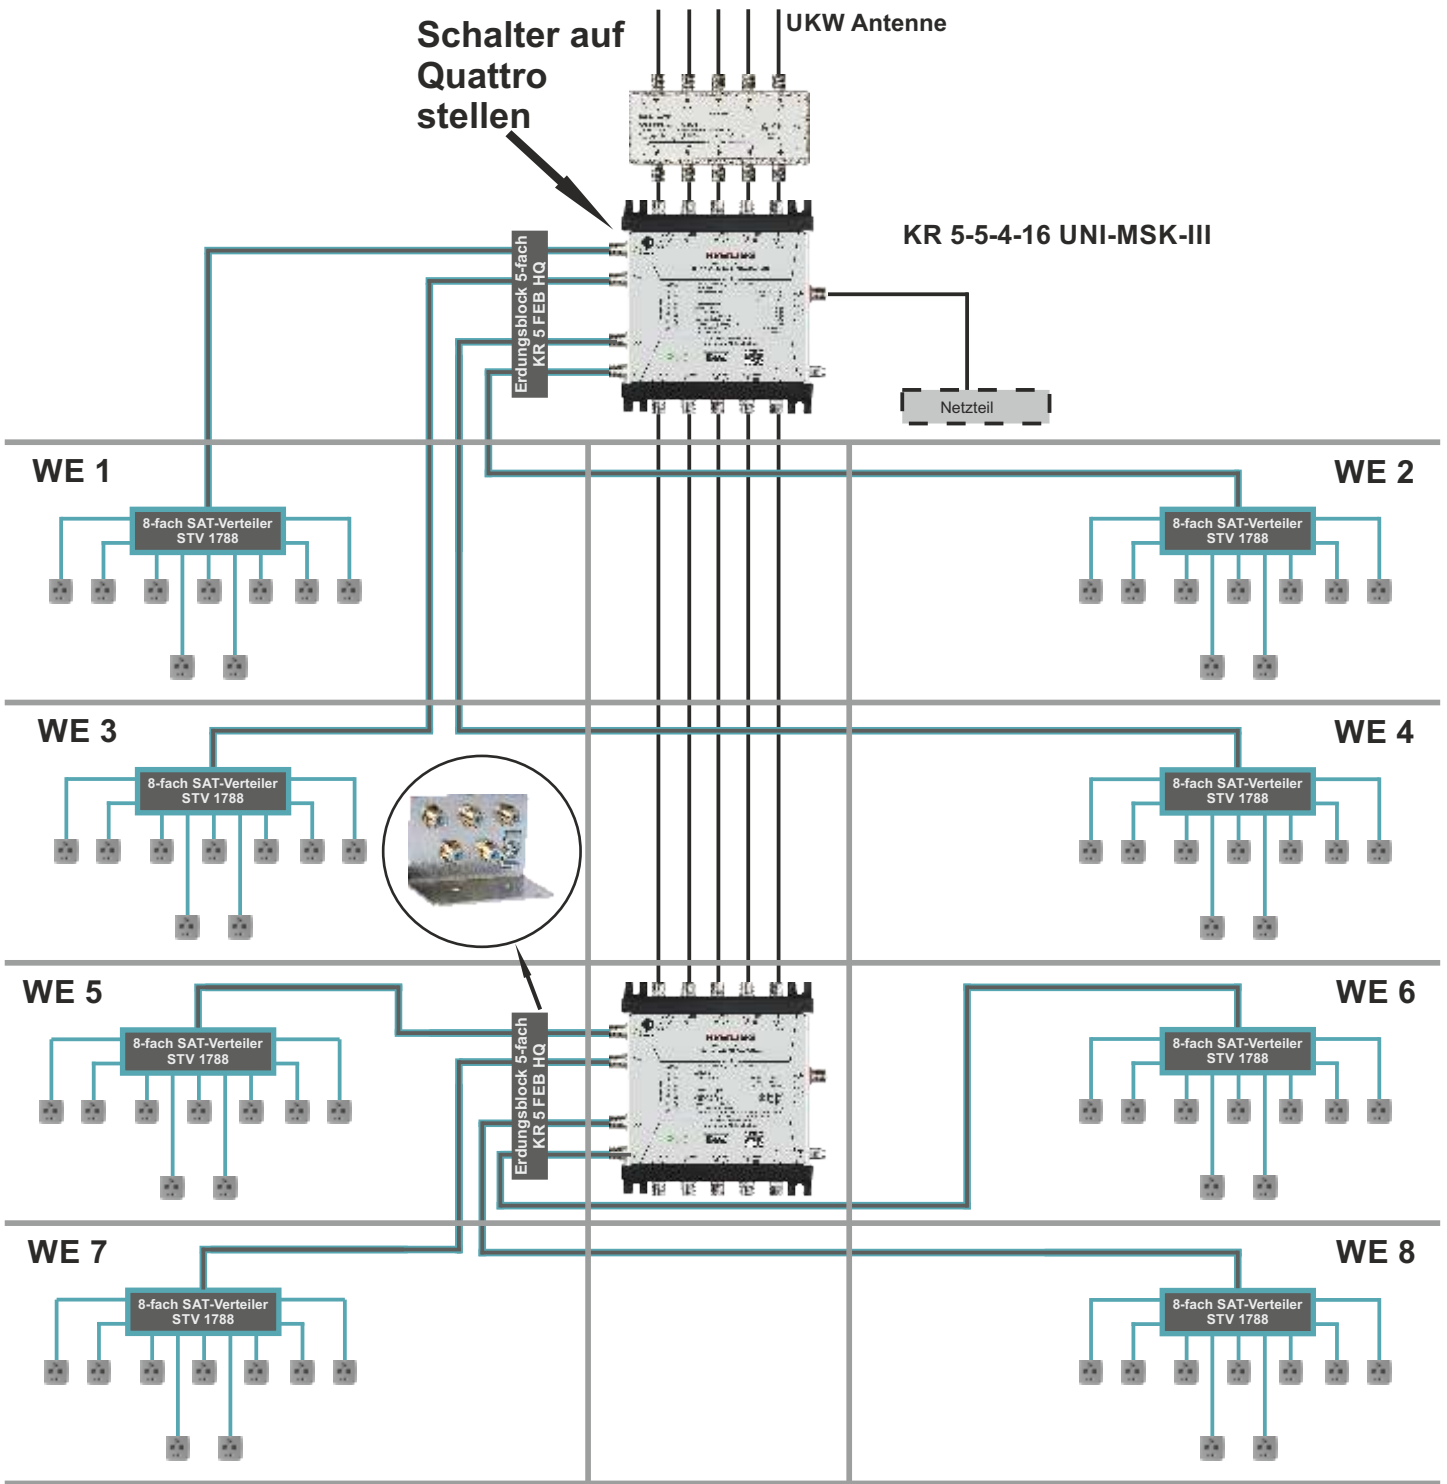 Schalter auf
Quattro
stellen
UKW Antenne
KR 5-5-4-16 UNI-MSK-III
Erdungsblock 5-fach
KR 5 FEB HQ
Netzteil
WE 1
8-fach SAT-Verteiler
STV 1788
WE 2
8-fach SAT-Verteiler
STV 1788
WE 3
8-fach SAT-Verteiler
STV 1788
WE 4
8-fach SAT-Verteiler
STV 1788
WE 5
8-fach SAT-Verteiler
STV 1788
Erdungsblock 5-fach
KR 5 FEB HQ
WE 6
8-fach SAT-Verteiler
STV 1788
WE 7
8-fach SAT-Verteiler
STV 1788
WE 8
8-fach SAT-Verteiler
STV 1788